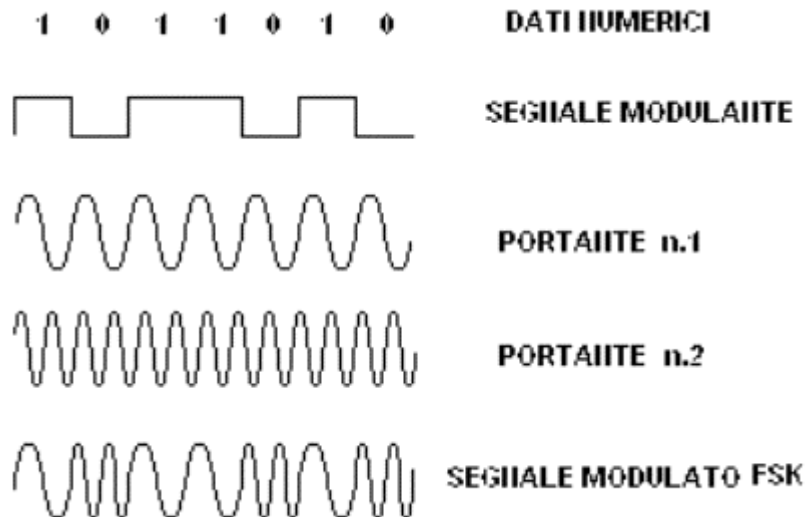 1 0 1 1 0 1 0 DATI NUMERICI
SEGNALE MODULANTE
PORTANTE n.1
PORTANTE n.2
SEGNALE MODULATO FSK